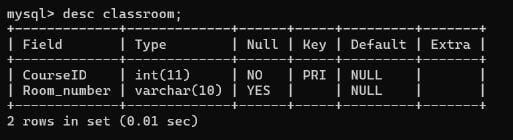 mysql> desc classroom;
+-------------+-------------+------+-----+---------+-------+
| Field       | Type        | Null | Key | Default | Extra |
+-------------+-------------+------+-----+---------+-------+
| CourseID    | int(11)     | NO   | PRI | NULL    |       |
| Room_number | varchar(10) | YES  |     | NULL    |       |
+-------------+-------------+------+-----+---------+-------+
2 rows in set (0.01 sec)